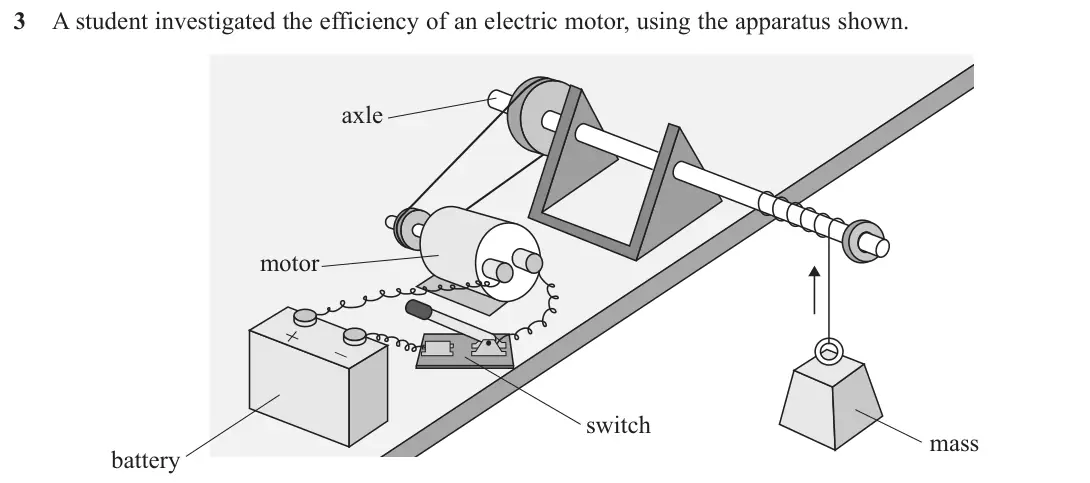 3 A student investigated the efficiency of an electric motor, using the apparatus shown.
axle
motor
+
−
switch
mass
battery